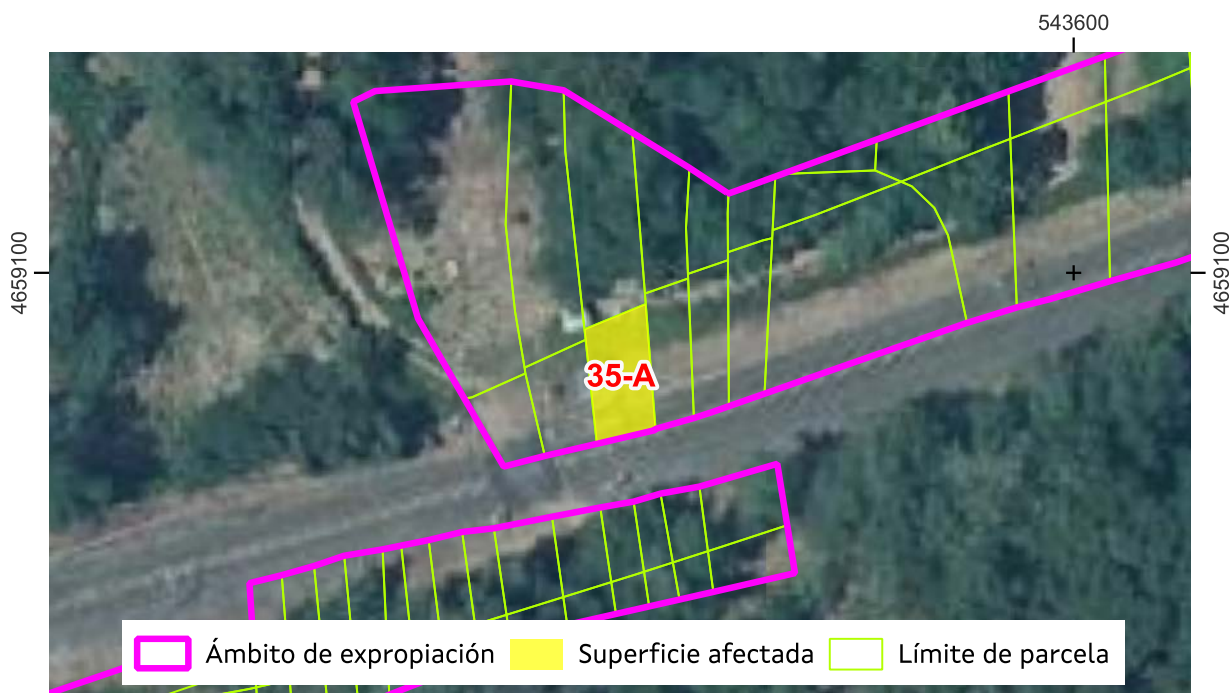 543600
4659100
4659100
35-A
Ámbito de expropiación
Superficie afectada
Límite de parcela